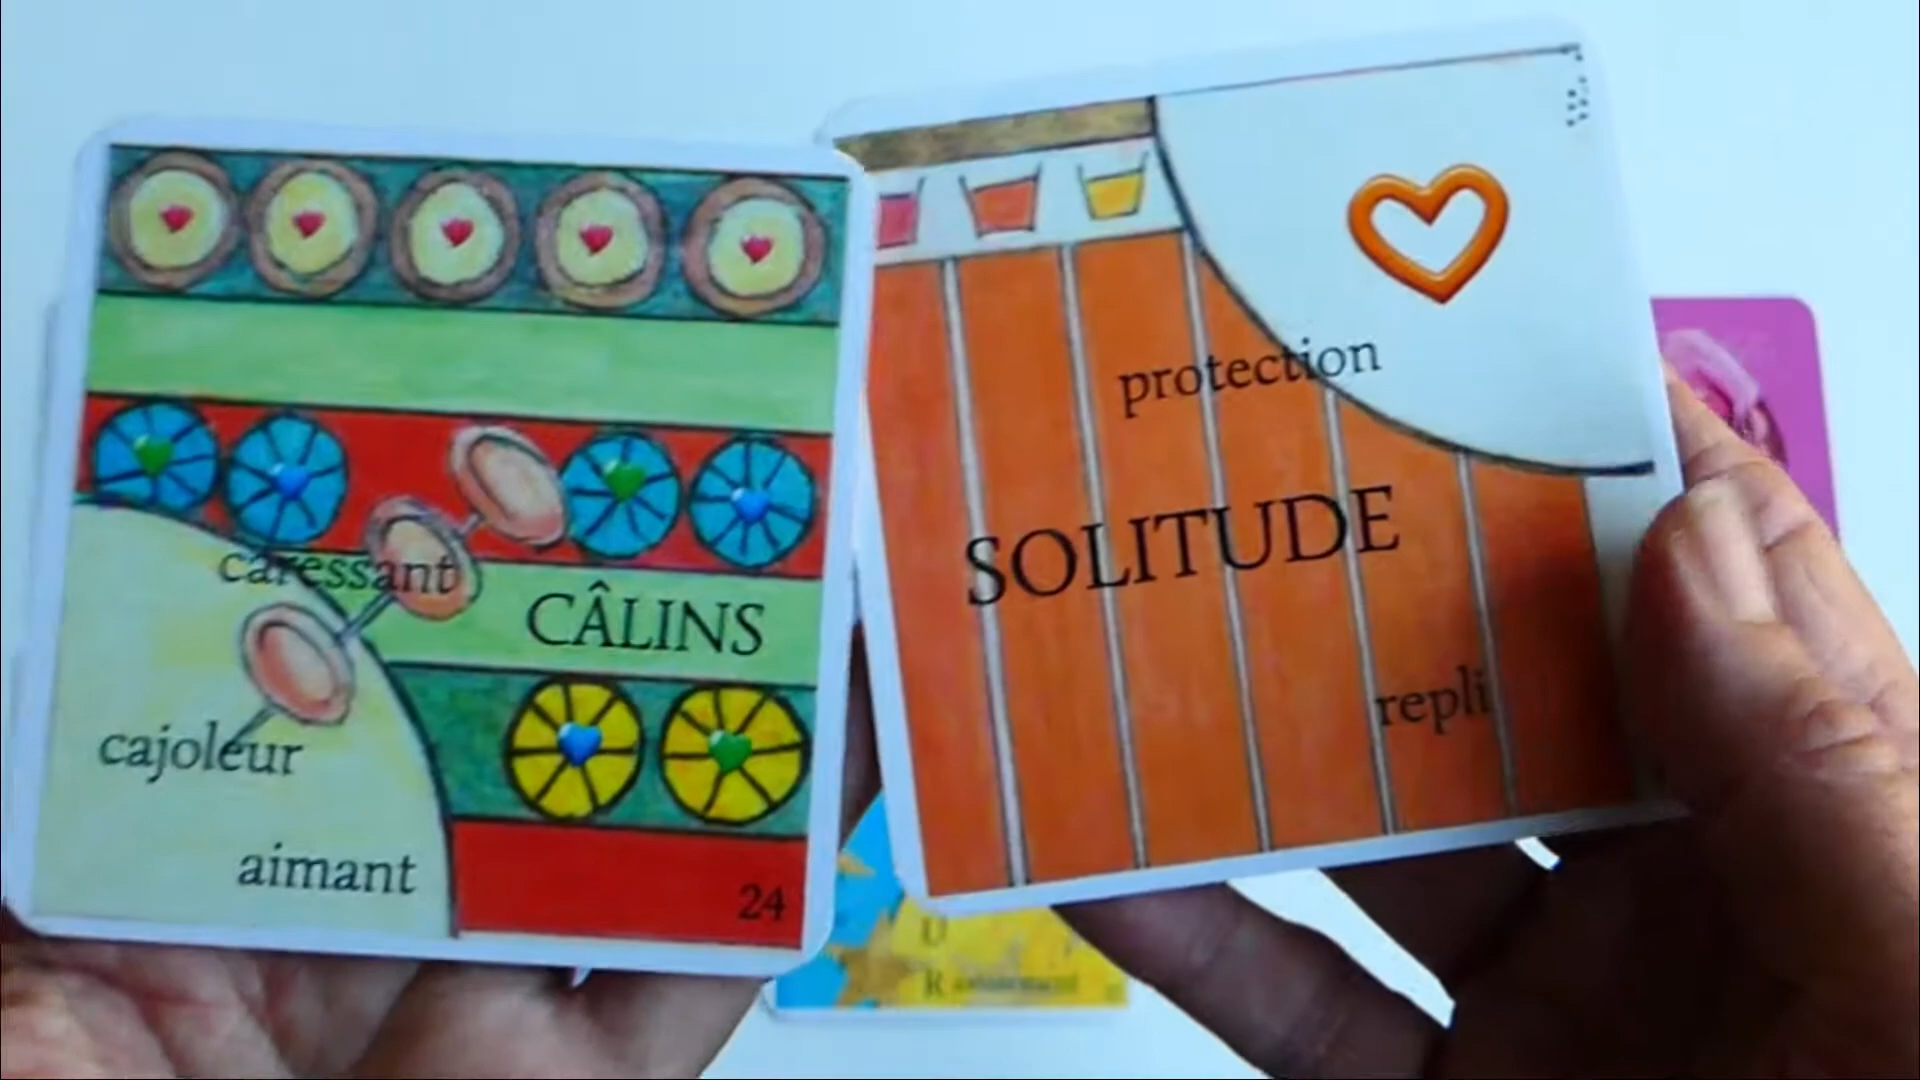 caressant
CÂLINS
cajoleur
aimant
24
protection
SOLITUDE
repli
U
R